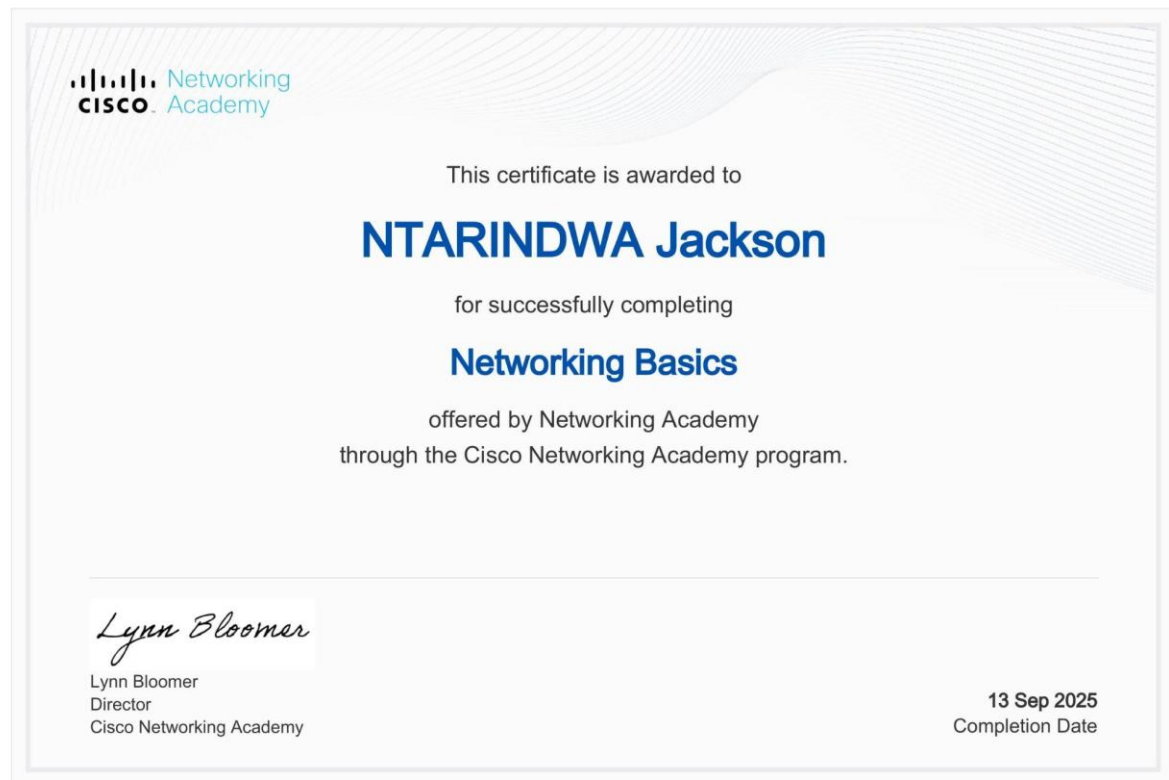 Networking
CISCO Academy
This certificate is awarded to
NTARINDWA Jackson
for successfully completing
Networking Basics
offered by Networking Academy
through the Cisco Networking Academy program.
Lynn Bloomer
Lynn Bloomer
Director
Cisco Networking Academy
13 Sep 2025
Completion Date